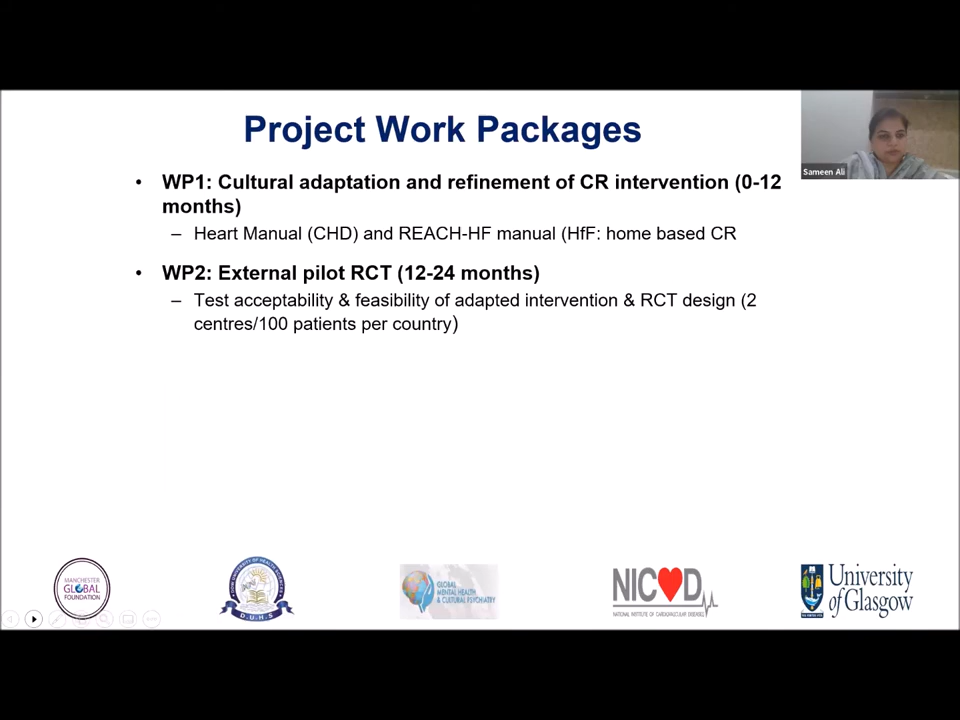 Project Work Packages
Sameen Ali
• WP1: Cultural adaptation and refinement of CR intervention (0-12
months)
– Heart Manual (CHD) and REACH-HF manual (HfF: home based CR
• WP2: External pilot RCT (12-24 months)
– Test acceptability & feasibility of adapted intervention & RCT design (2
centres/100 patients per country)
MANCHESTER
GLOBAL
FOUNDATION
D.U.H.S
GLOBAL
MENTAL HEALTH
& CULTURAL PSYCHIATRY
NICVD
NATIONAL INSTITUTE OF CARDIOVASCULAR DISEASES
University
of Glasgow